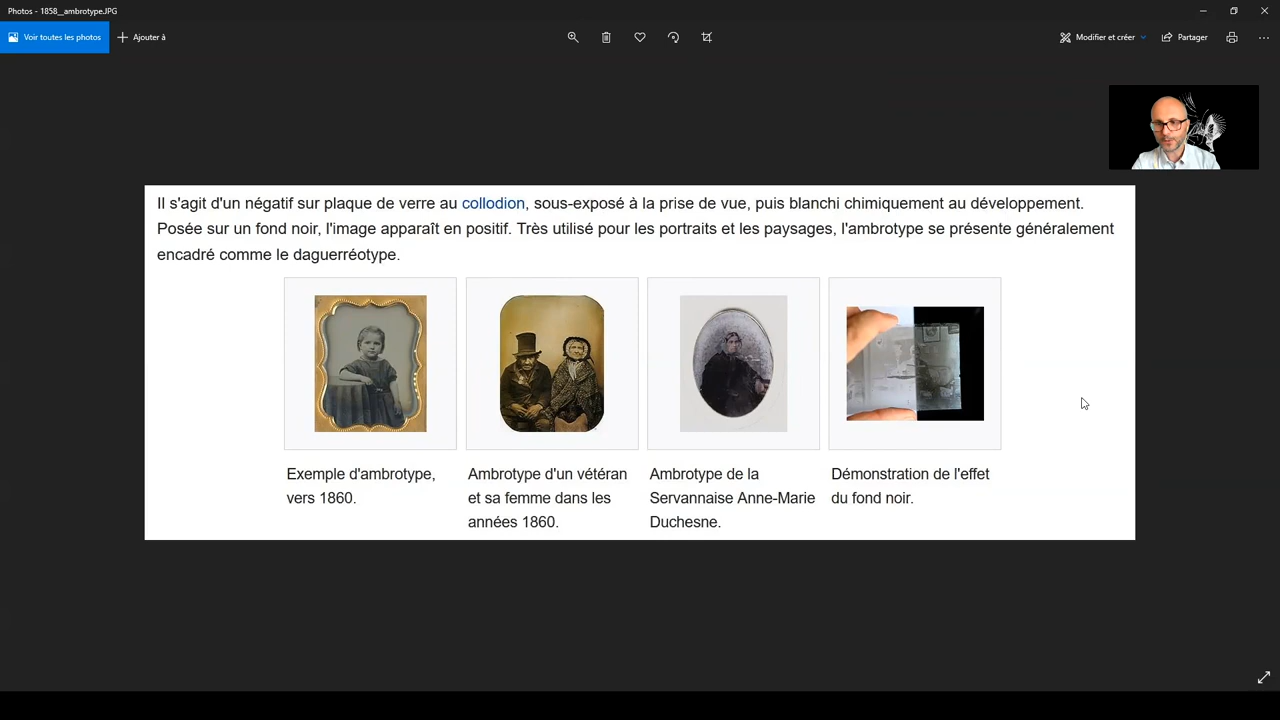 Photos - 1858__ambrotype.JPG
Voir toutes les photos
Ajouter à
Modifier et créer
Partager
Il s'agit d'un négatif sur plaque de verre au collodion, sous-exposé à la prise de vue, puis blanchi chimiquement au développement.
Posée sur un fond noir, l'image apparaît en positif. Très utilisé pour les portraits et les paysages, l'ambrotype se présente généralement
encadré comme le daguerréotype.
Exemple d'ambrotype,
vers 1860.
Ambrotype d'un vétéran
et sa femme dans les
années 1860.
Ambrotype de la
Servannaise Anne-Marie
Duchesne.
Démonstration de l'effet
du fond noir.